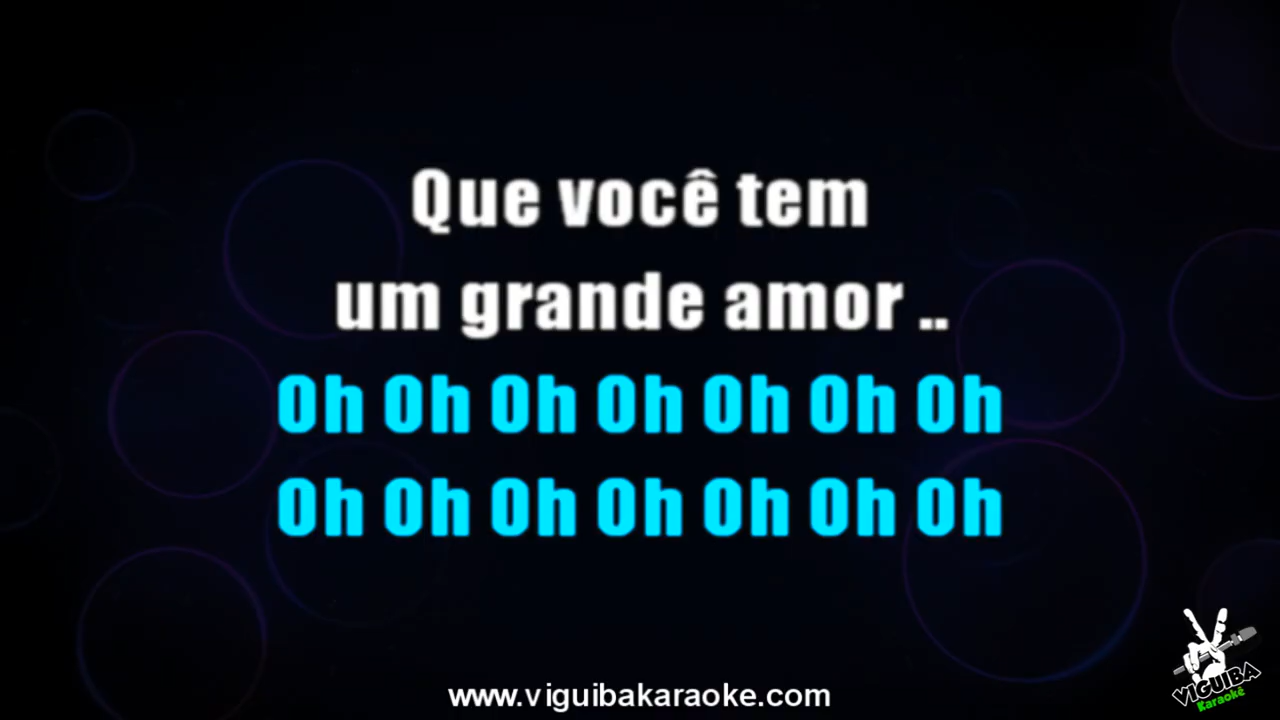 Que você tem
um grande amor ..
Oh Oh Oh Oh Oh Oh Oh
Oh Oh Oh Oh Oh Oh Oh
VIGUIBA
Karaokê
www.viguibakaraoke.com